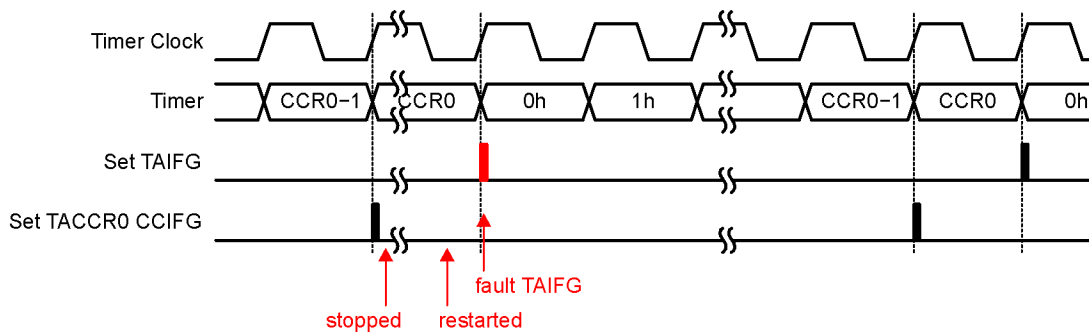 Timer Clock
Timer CCR0−1 CCR0 0h 1h CCR0−1 CCR0 0h
Set TAIFG
Set TACCR0 CCIFG
fault TAIFG
stopped restarted